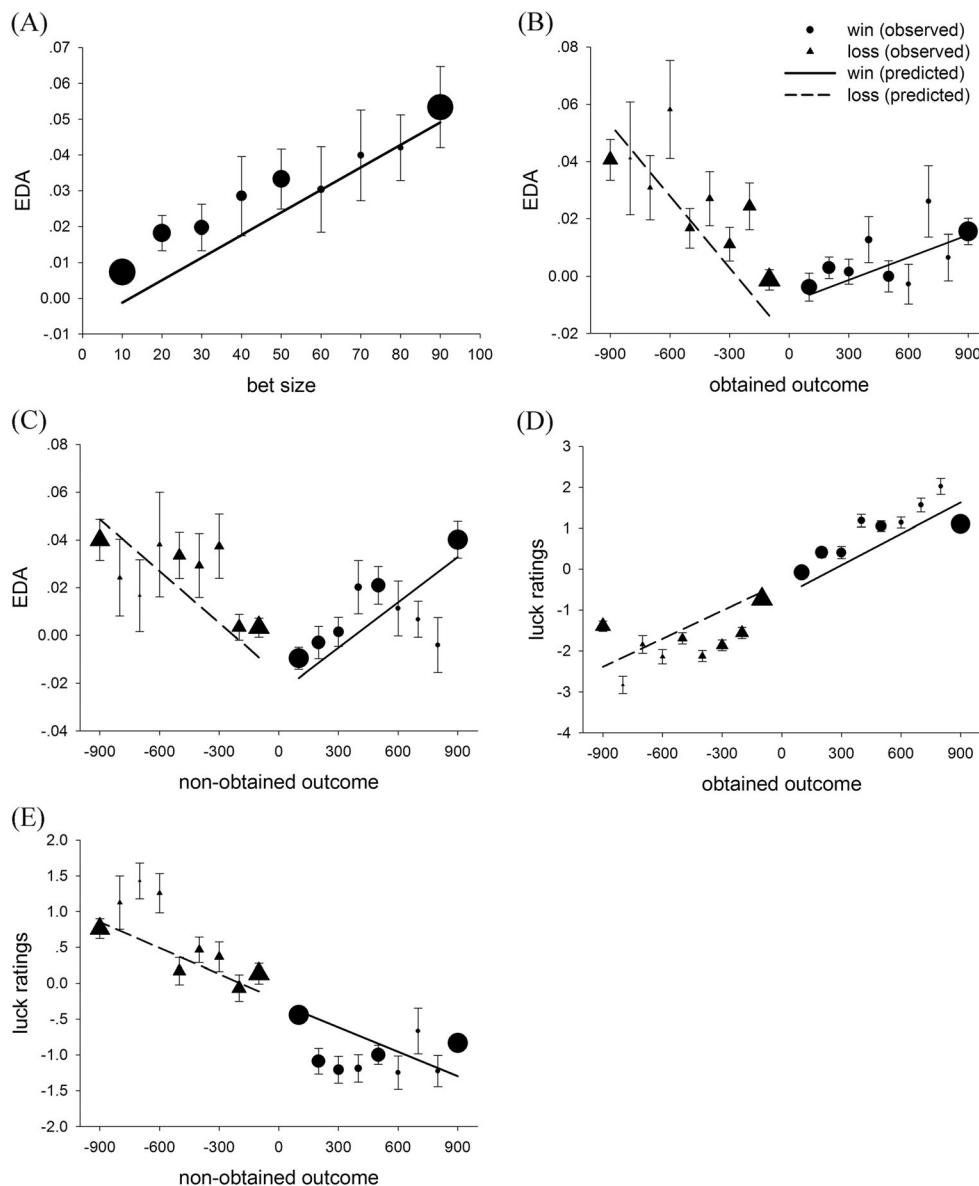 (A)
.07
.06
.05
.04
.03
.02
.01
0.00
-.01
EDA
0 10 20 30 40 50 60 70 80 90 100
bet size
(B)
win (observed)
loss (observed)
win (predicted)
loss (predicted)
.08
.06
.04
.02
0.00
-.02
EDA
-900 -600 -300 0 300 600 900
obtained outcome
(C)
.08
.06
.04
.02
0.00
-.02
-.04
EDA
-900 -600 -300 0 300 600 900
non-obtained outcome
(D)
3
2
1
0
-1
-2
-3
-4
luck ratings
-900 -600 -300 0 300 600 900
obtained outcome
(E)
2.0
1.5
1.0
.5
0.0
-.5
-1.0
-1.5
-2.0
luck ratings
-900 -600 -300 0 300 600 900
non-obtained outcome